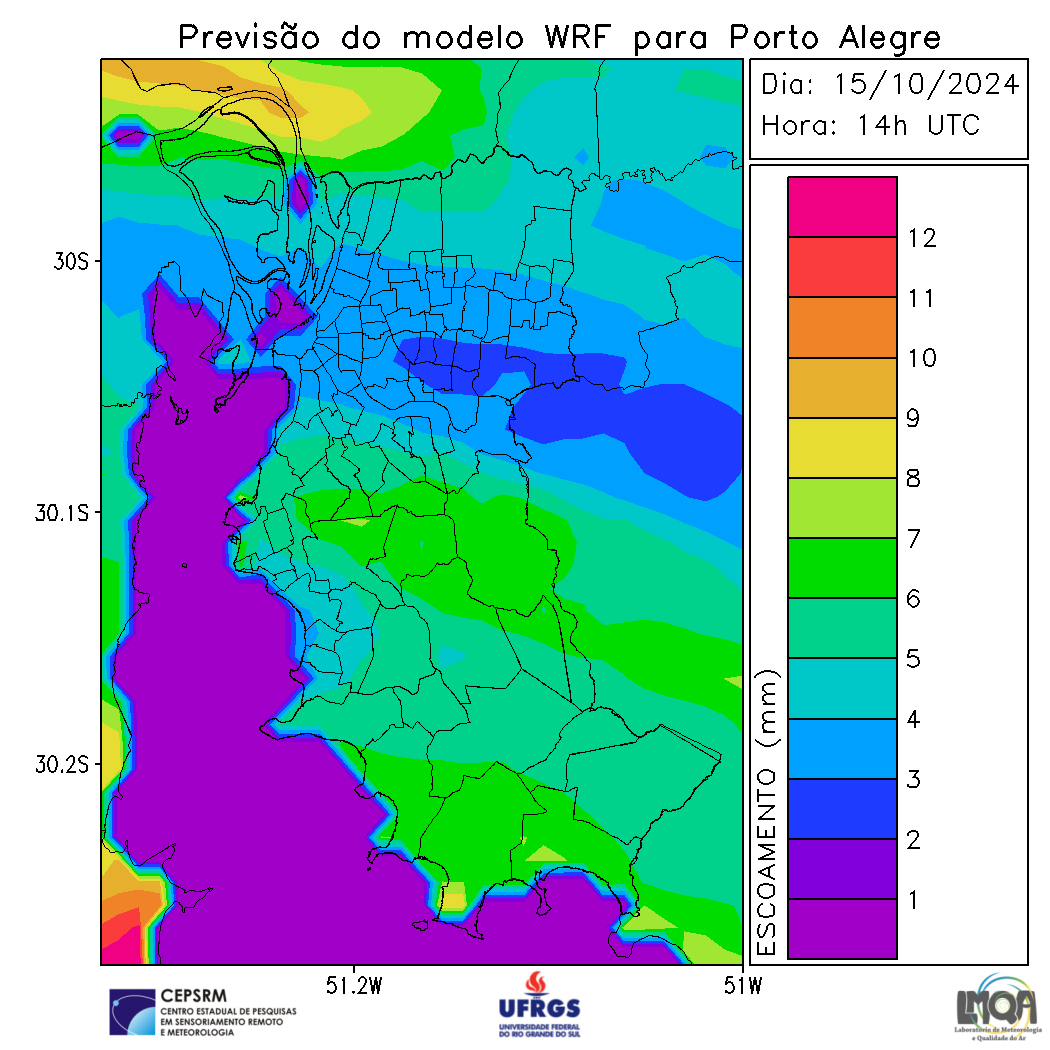 Previsão do modelo WRF para Porto Alegre
Dia: 15/10/2024
Hora: 14h UTC
30S
30.1S
30.2S
51.2W
51W
ESCOAMENTO (mm)
12
11
10
9
8
7
6
5
4
3
2
1
CEPSRM
CENTRO ESTADUAL DE PESQUISAS
EM SENSORIAMENTO REMOTO
E METEOROLOGIA
UFRGS
UNIVERSIDADE FEDERAL
DO RIO GRANDE DO SUL
LMQA
Laboratório de Meteorologia
e Qualidade do Ar